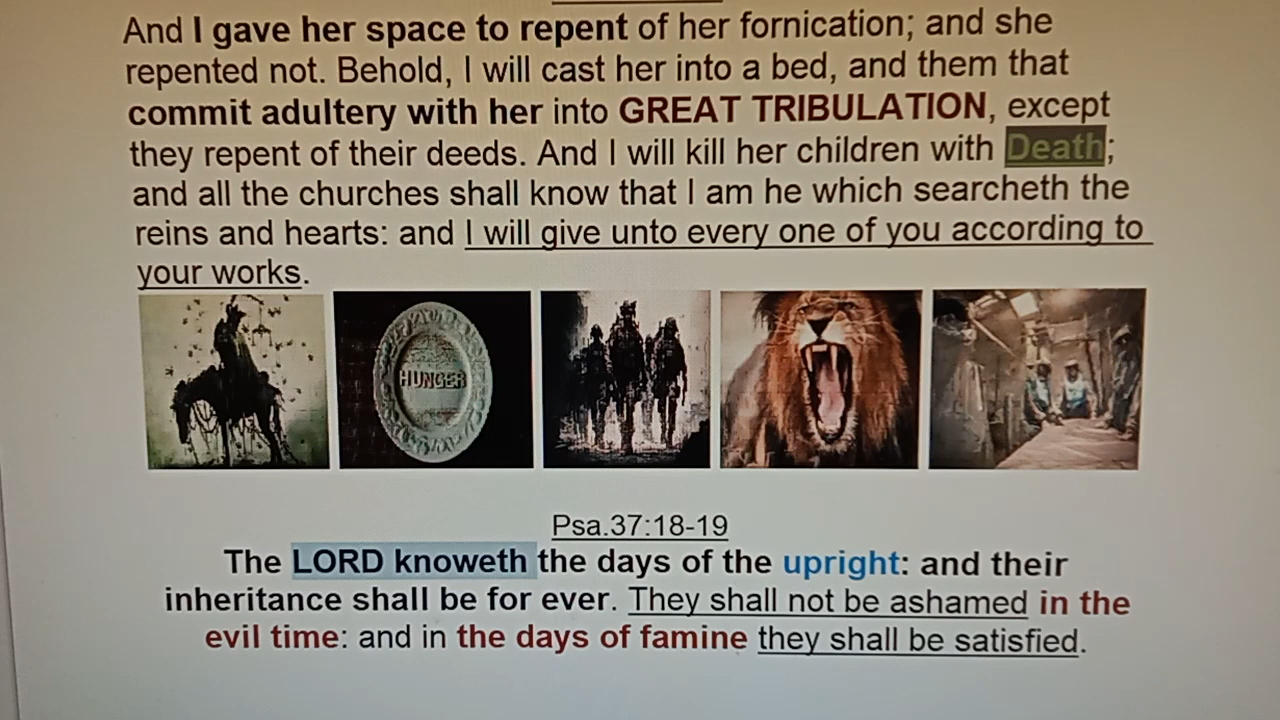 And I gave her space to repent of her fornication; and she
repented not. Behold, I will cast her into a bed, and them that
commit adultery with her into GREAT TRIBULATION, except
they repent of their deeds. And I will kill her children with Death;
and all the churches shall know that I am he which searcheth the
reins and hearts: and I will give unto every one of you according to
your works.
HUNGER
Psa.37:18-19
The LORD knoweth the days of the upright: and their
inheritance shall be for ever. They shall not be ashamed in the
evil time: and in the days of famine they shall be satisfied.